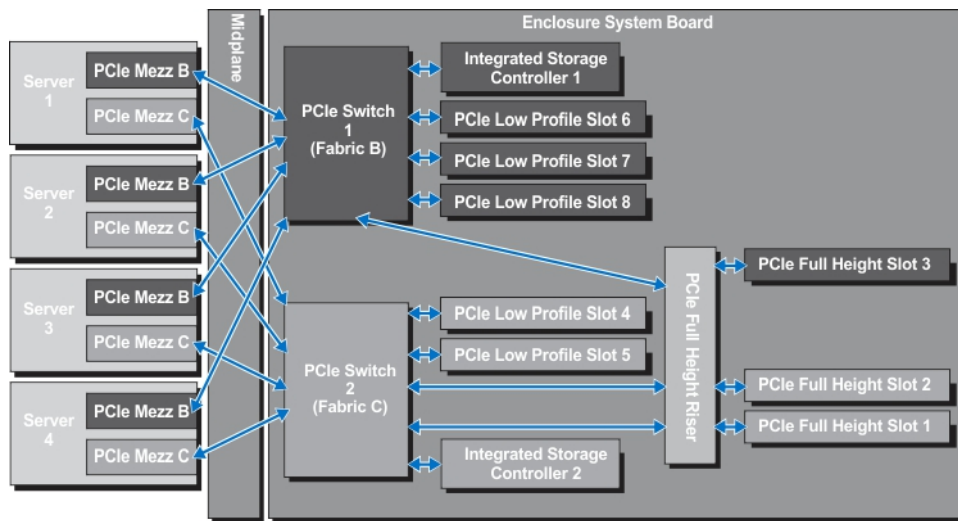 Midplane
Enclosure System Board
Server
1
PCIe Mezz B
PCIe Mezz C
Server
2
PCIe Mezz B
PCIe Mezz C
Server
3
PCIe Mezz B
PCIe Mezz C
Server
4
PCIe Mezz B
PCIe Mezz C
PCIe Switch
1
(Fabric B)
Integrated Storage
Controller 1
PCIe Low Profile Slot 6
PCIe Low Profile Slot 7
PCIe Low Profile Slot 8
PCIe Switch
2
(Fabric C)
PCIe Low Profile Slot 4
PCIe Low Profile Slot 5
Integrated Storage
Controller 2
PCIe Full Height Riser
PCIe Full Height Slot 3
PCIe Full Height Slot 2
PCIe Full Height Slot 1